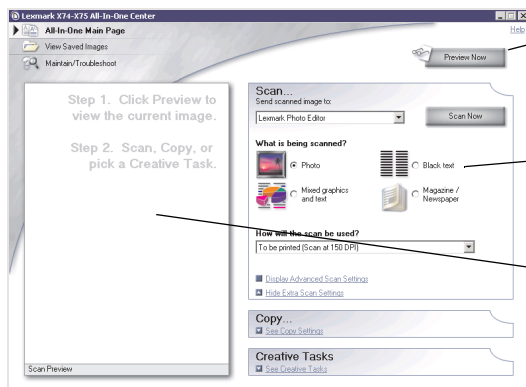 Lexmark X74-X75 All-In-One Center
All-In-One Main Page
View Saved Images
Maintain/Troubleshoot
Help
Preview Now
Step 1. Click Preview to
view the current image.
Step 2. Scan, Copy, or
pick a Creative Task.
Scan Preview
Scan...
Send scanned image to:
Lexmark Photo Editor
Scan Now
What is being scanned?
Photo
Black text
Mixed graphics
and text
Magazine /
Newspaper
How will the scan be used?
To be printed (Scan at 150 DPI)
Display Advanced Scan Settings
Hide Extra Scan Settings
Copy...
See Copy Settings
Creative Tasks
See Creative Tasks